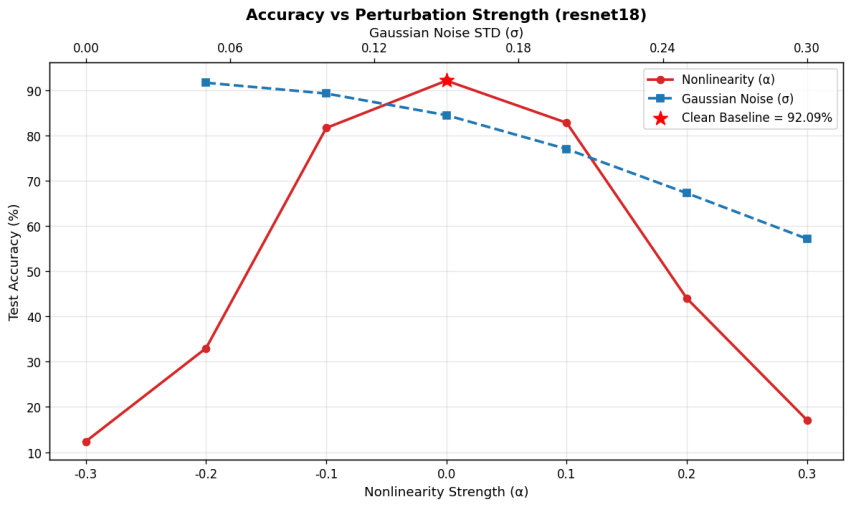 Accuracy vs Perturbation Strength (resnet18)
Gaussian Noise STD (σ)
0.00 0.06 0.12 0.18 0.24 0.30
Nonlinearity (α)
Gaussian Noise (σ)
Clean Baseline = 92.09%
Test Accuracy (%)
90
80
70
60
50
40
30
20
10
-0.3 -0.2 -0.1 0.0 0.1 0.2 0.3
Nonlinearity Strength (α)